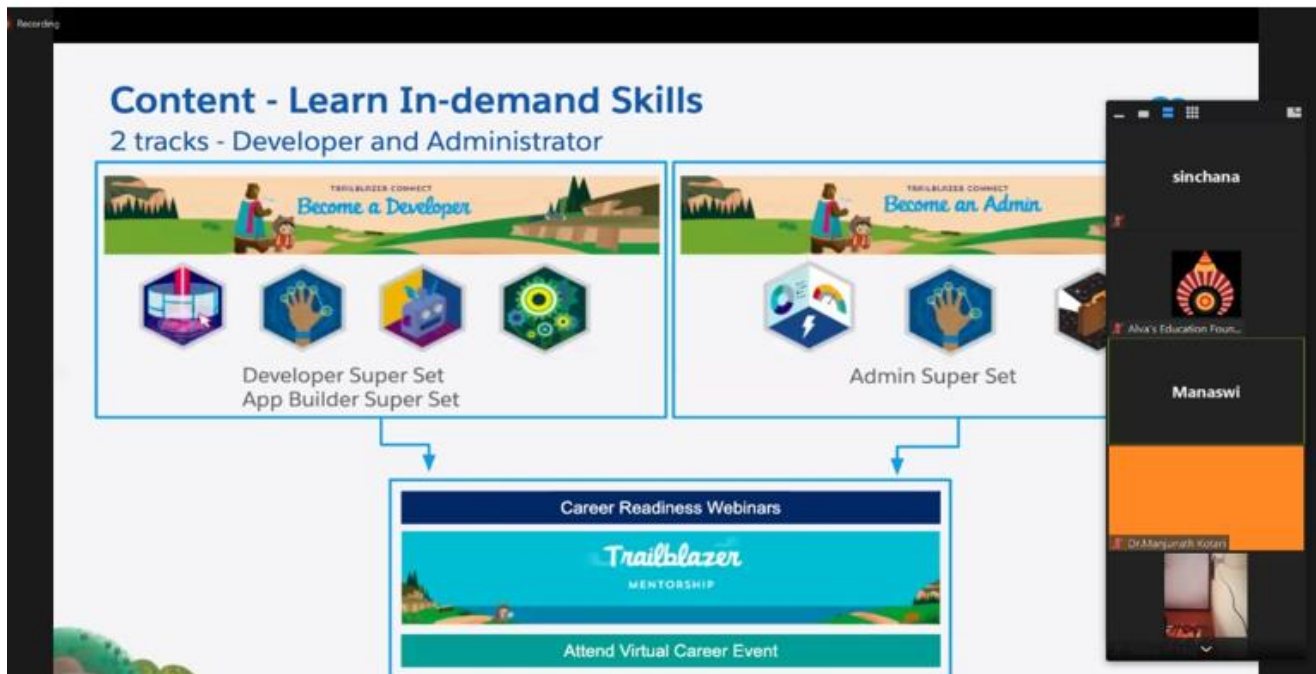 Recording
Content - Learn In-demand Skills
2 tracks - Developer and Administrator
TRAILBLAZER CONNECT
Become a Developer
Developer Super Set
App Builder Super Set
TRAILBLAZER CONNECT
Become an Admin
Admin Super Set
Career Readiness Webinars
Trailblazer
MENTORSHIP
Attend Virtual Career Event
sinchana
Alva's Education Foun...
Manaswi
Dr.Manjunath Kotari